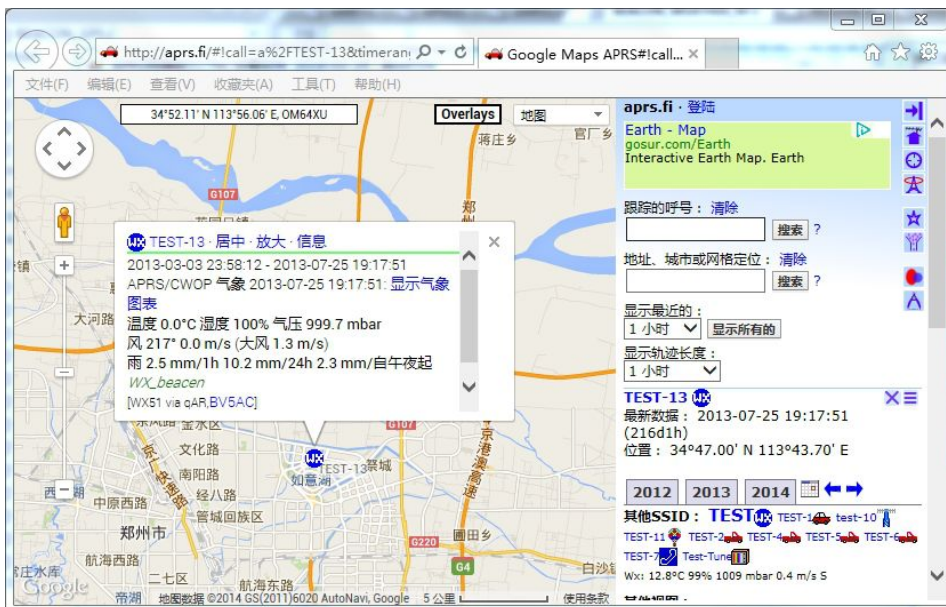 http://aprs.fi/#!call=a%2FTEST-13&timeran
Google Maps APRS#!call...
文件(F) 编辑(E) 查看(V) 收藏夹(A) 工具(T) 帮助(H)
34°52.11' N 113°56.06' E, OM64XU
Overlays
地图
蒋庄乡
官厂乡
G107
郑
TEST-13 · 居中 · 放大 · 信息
2013-03-03 23:58:12 - 2013-07-25 19:17:51
APRS/CWOP 气象 2013-07-25 19:17:51: 显示气象
图表
温度 0.0°C 湿度 100% 气压 999.7 mbar
风 217° 0.0 m/s (大风 1.3 m/s)
雨 2.5 mm/1h 10.2 mm/24h 2.3 mm/自午夜起
WX_beacen
[WX51 via qAR,BV5AC]
大河路
金水区
G107
文化路
TEST-13
如意湖
南阳路
京港澳高速
西
湖
中原西路
经八路
管城回族区
郑州市
圃田乡
G220
航海西路
G4
二七区
航海东路
白沙
帝湖
Google
地图数据 ©2014 GS(2011)6020 AutoNavi, Google
5 公里
使用条款
aprs.fi · 登陆
Earth - Map
gosur.com/Earth
Interactive Earth Map. Earth
跟踪的呼号： 清除
搜索 ?
地址、城市或网格定位： 清除
搜索 ?
显示最近的：
1 小时 显示所有的
显示轨迹长度：
1 小时
TEST-13 WX
最新数据： 2013-07-25 19:17:51
(216d1h)
位置： 34°47.00' N 113°43.70' E
2012 2013 2014
其他SSID： TEST WX TEST-1 test-10
TEST-11 TEST-2 TEST-4 TEST-5 TEST-6
TEST-7 Test-Tune
Wx: 12.8°C 99% 1009 mbar 0.4 m/s S